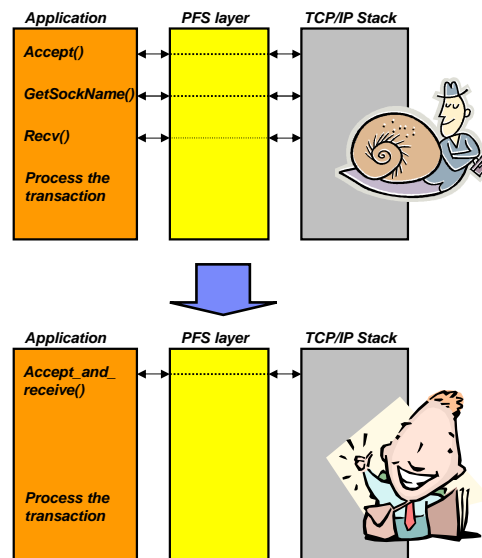 Application PFS layer TCP/IP Stack
Accept()
GetSockName()
Recv()
Process the
transaction
Application PFS layer TCP/IP Stack
Accept_and_
receive()
Process the
transaction